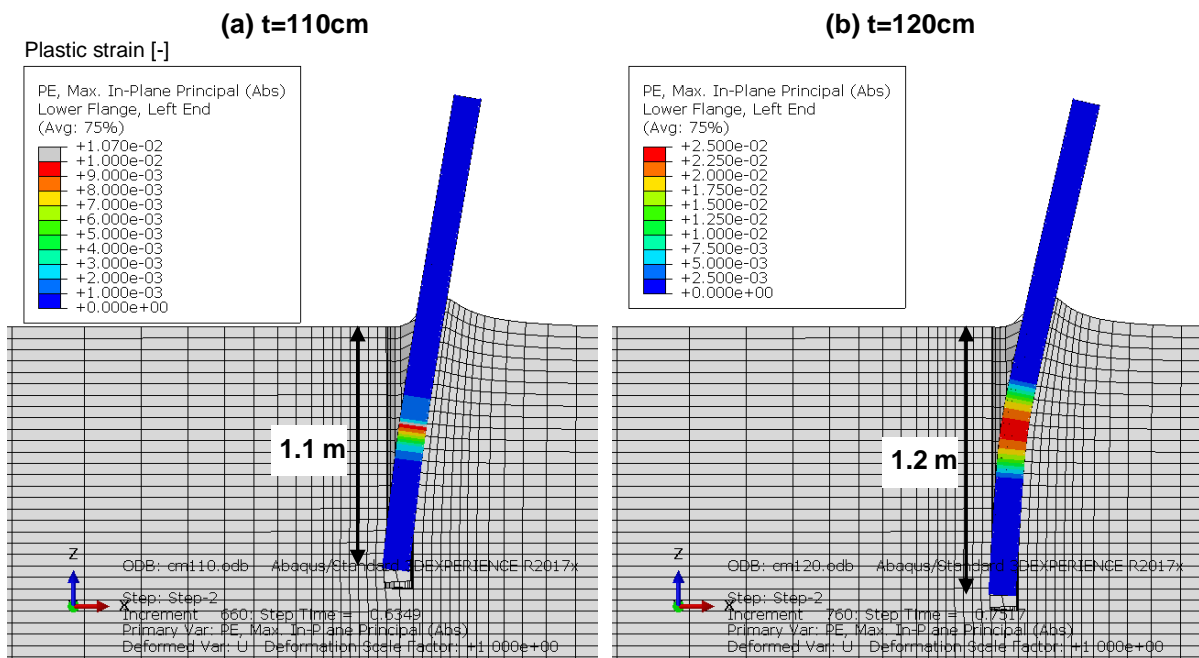 (a) t=110cm
Plastic strain [-]
PE, Max. In-Plane Principal (Abs)
Lower Flange, Left End
(Avg: 75%)
+1.070e-02
+1.000e-02
+9.000e-03
+8.000e-03
+7.000e-03
+6.000e-03
+5.000e-03
+4.000e-03
+3.000e-03
+2.000e-03
+1.000e-03
+0.000e+00
1.1 m
Z
X
ODB: cm110.odb Abaqus/Standard 3DEXPERIENCE R2017x
Step: Step-2
Increment 660: Step Time = 0.6349
Primary Var: PE, Max. In-Plane Principal (Abs)
Deformed Var: U Deformation Scale Factor: +1.000e+00
(b) t=120cm
PE, Max. In-Plane Principal (Abs)
Lower Flange, Left End
(Avg: 75%)
+2.500e-02
+2.250e-02
+2.000e-02
+1.750e-02
+1.500e-02
+1.250e-02
+1.000e-02
+7.500e-03
+5.000e-03
+2.500e-03
+0.000e+00
1.2 m
Z
X
ODB: cm120.odb Abaqus/Standard 3DEXPERIENCE R2017x
Step: Step-2
Increment 760: Step Time = 0.7517
Primary Var: PE, Max. In-Plane Principal (Abs)
Deformed Var: U Deformation Scale Factor: +1.000e+00